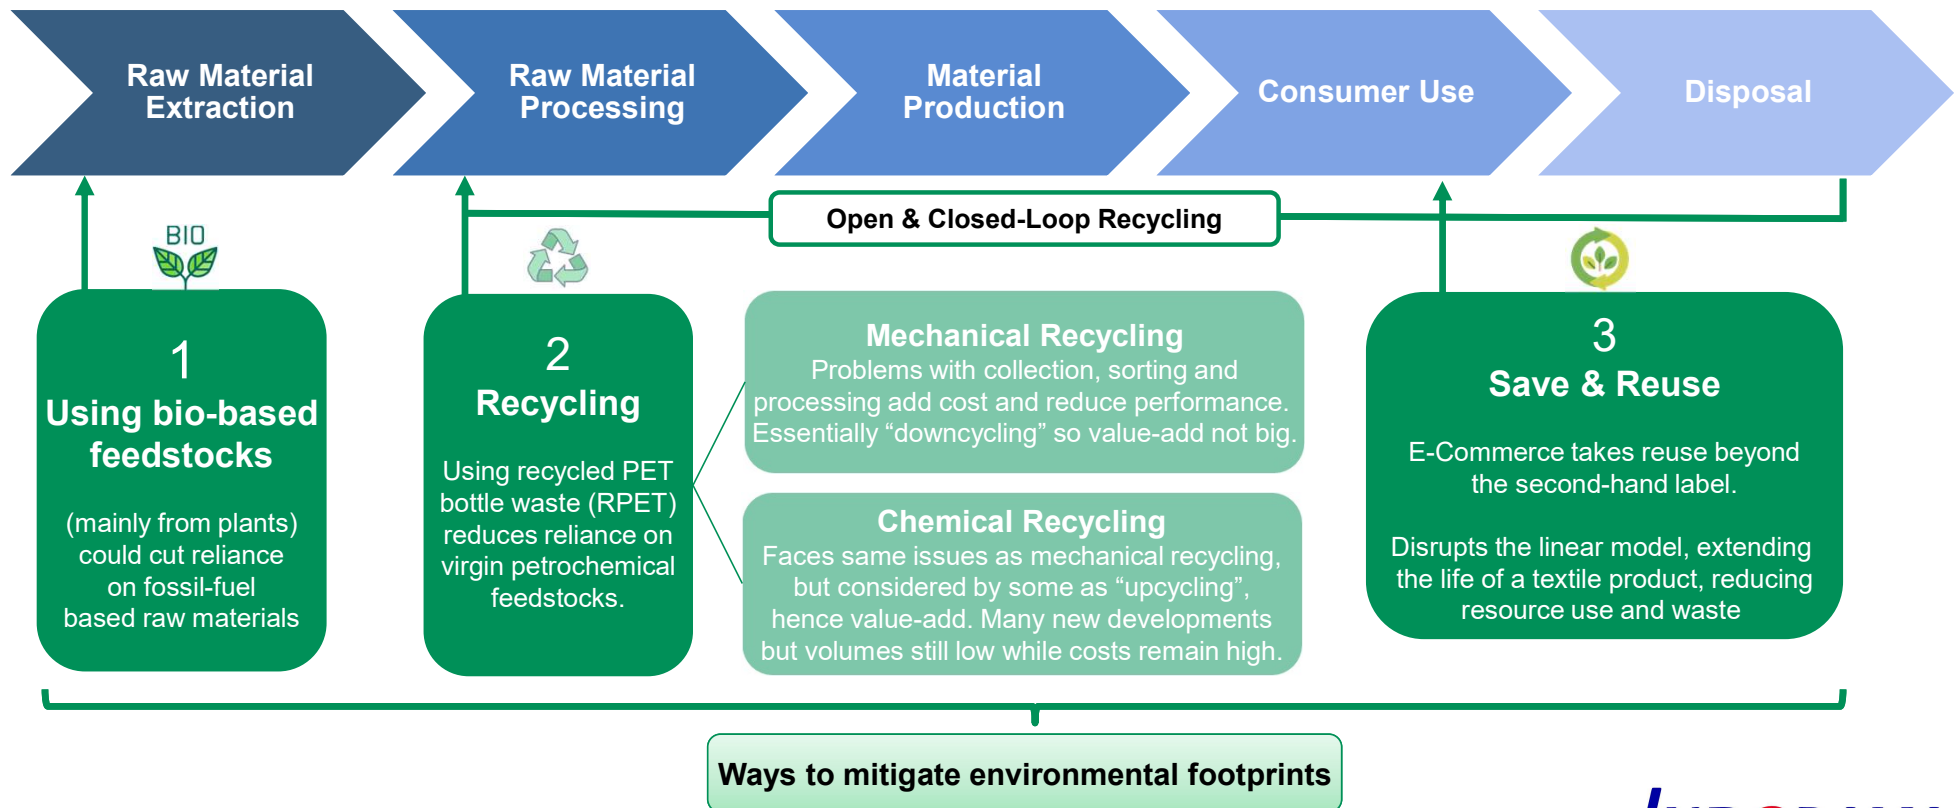 Raw Material
Extraction
Raw Material
Processing
Material
Production
Consumer Use
Disposal
Open & Closed-Loop Recycling
BIO
1
Using bio-based
feedstocks
(mainly from plants)
could cut reliance
on fossil-fuel
based raw materials
2
Recycling
Using recycled PET
bottle waste (RPET)
reduces reliance on
virgin petrochemical
feedstocks.
Mechanical Recycling
Problems with collection, sorting and
processing add cost and reduce performance.
Essentially “downcycling” so value-add not big.
Chemical Recycling
Faces same issues as mechanical recycling,
but considered by some as “upcycling”,
hence value-add. Many new developments
but volumes still low while costs remain high.
3
Save & Reuse
E-Commerce takes reuse beyond
the second-hand label.
Disrupts the linear model, extending
the life of a textile product, reducing
resource use and waste
Ways to mitigate environmental footprints